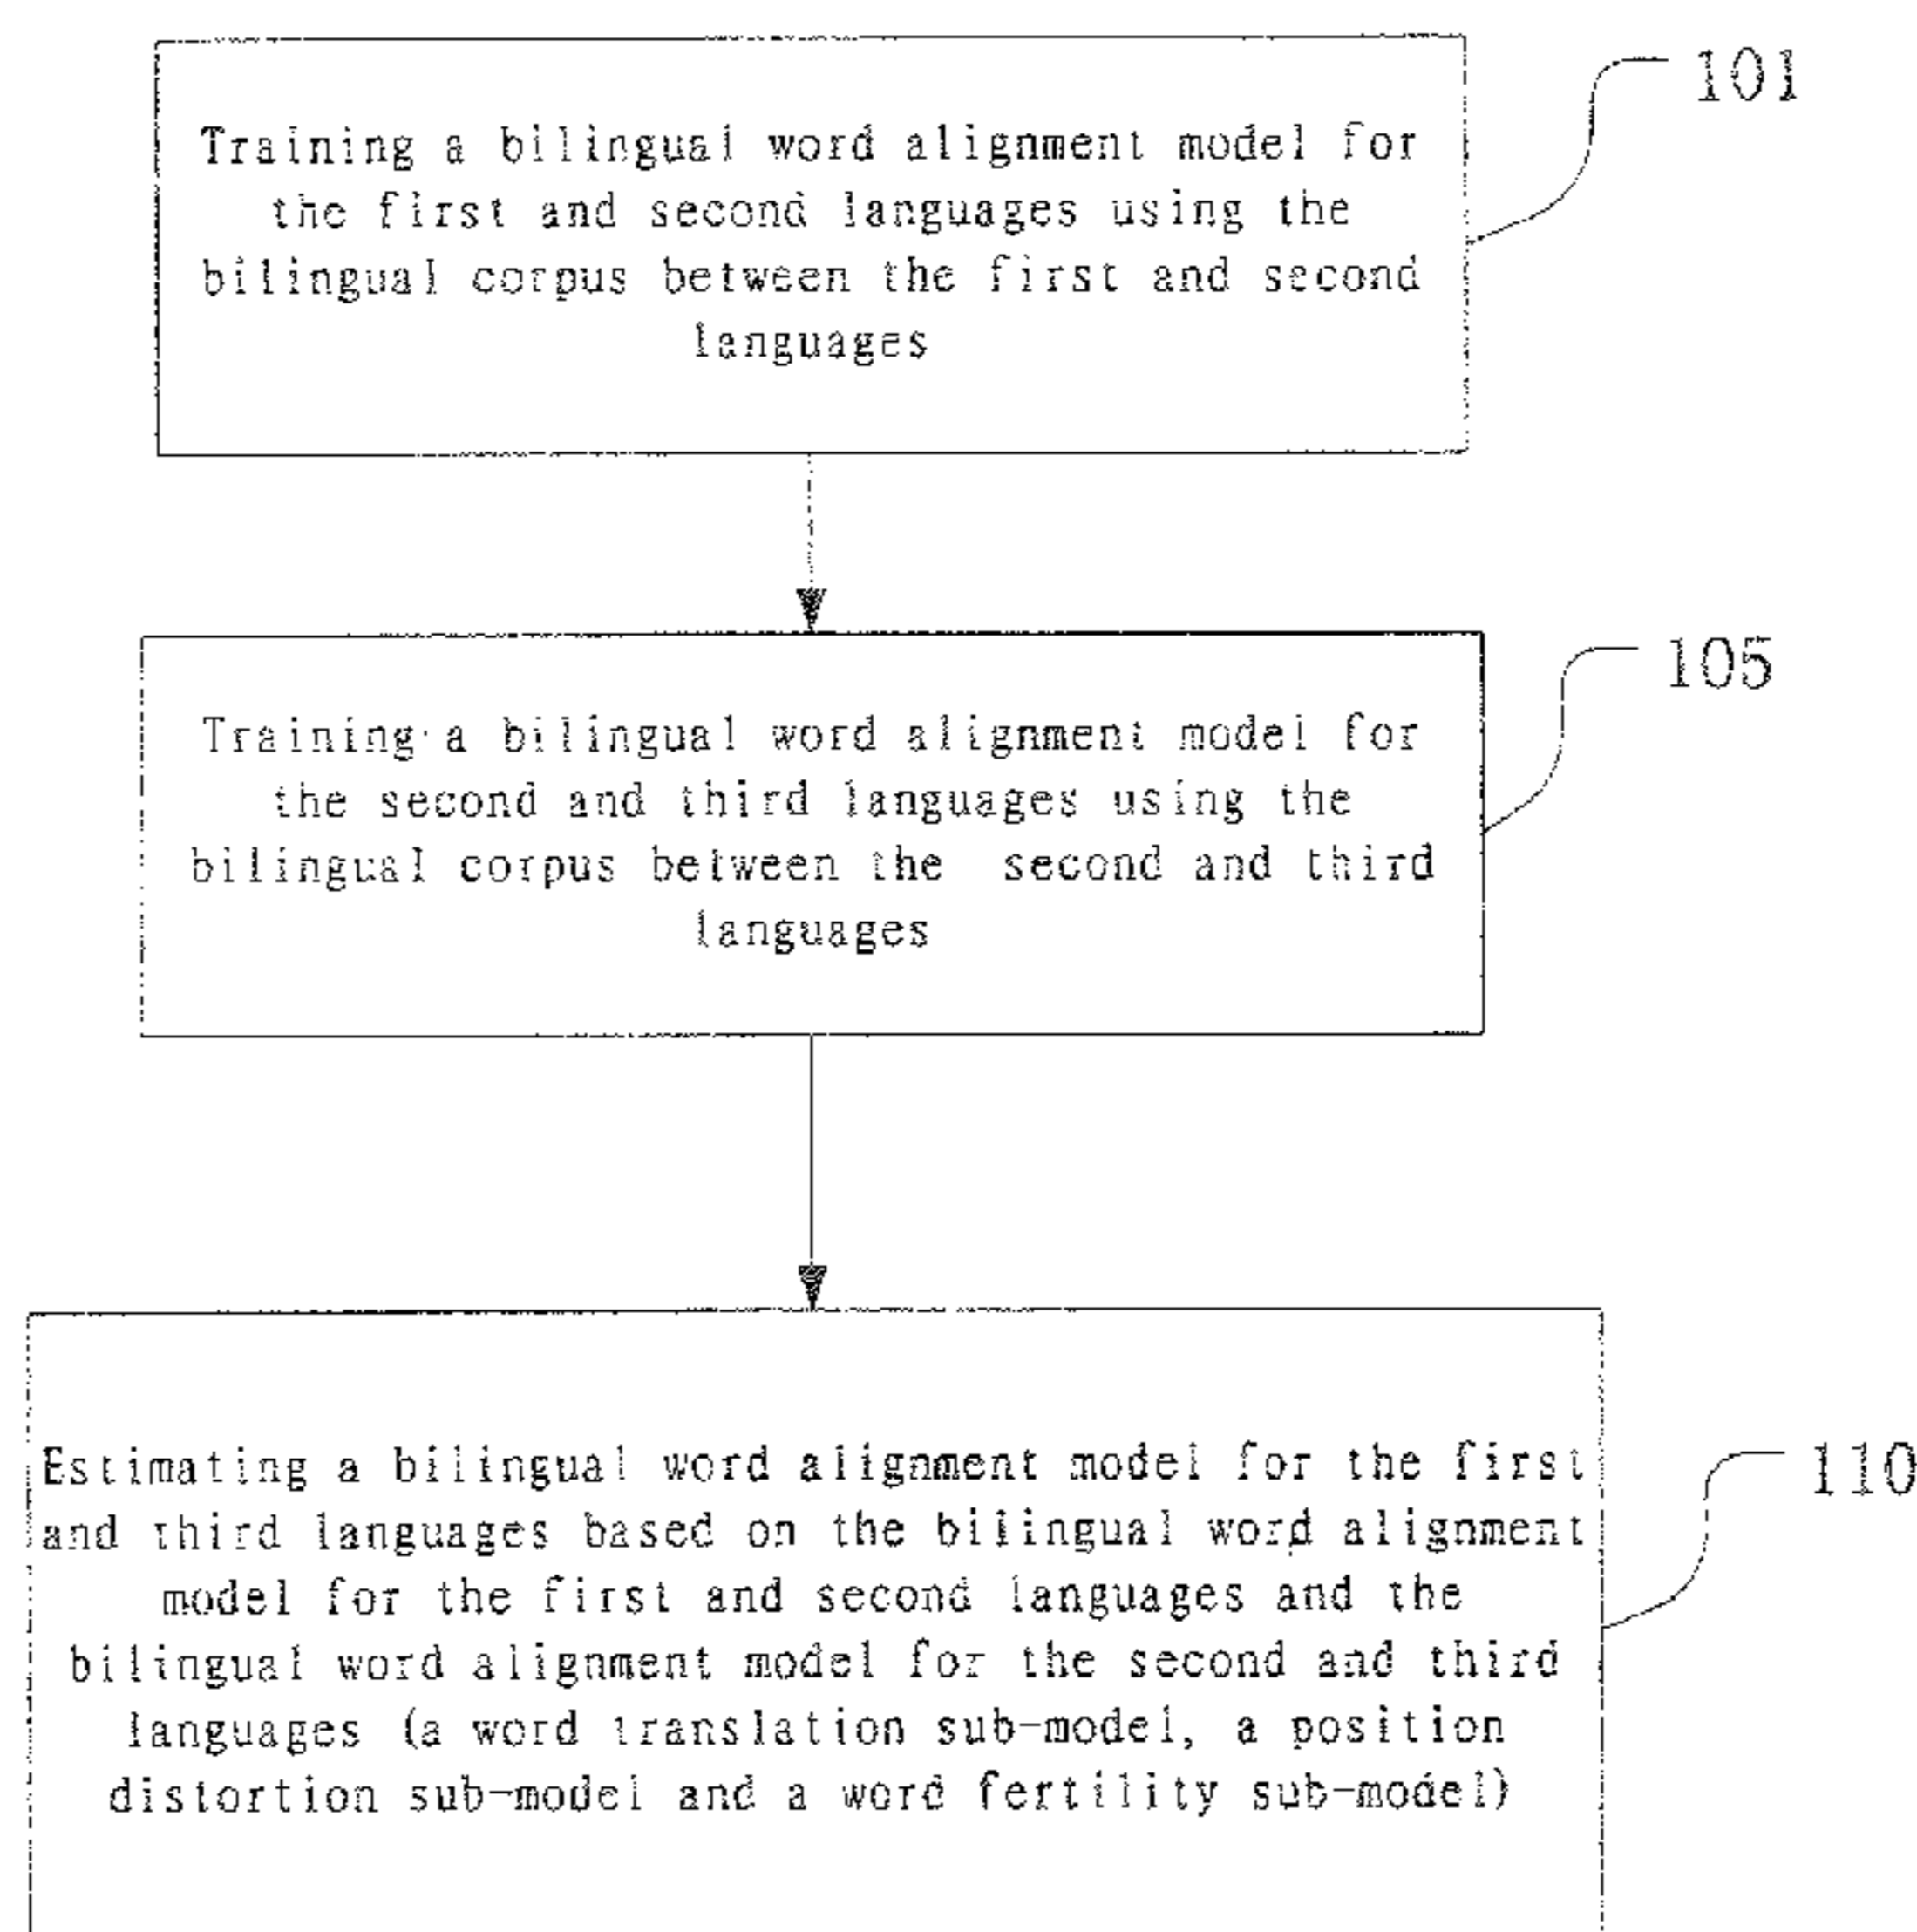 101
Training a bilingual word alignment model for
the first and second languages using the
bilingual corpus between the first and second
languages
105
Training a bilingual word alignment model for
the second and third languages using the
bilingual corpus between the second and third
languages
110
Estimating a bilingual word alignment model for the first
and third languages based on the bilingual word alignment
model for the first and second languages and the
bilingual word alignment model for the second and third
languages (a word translation sub-model, a position
distortion sub-model and a word fertility sub-model)